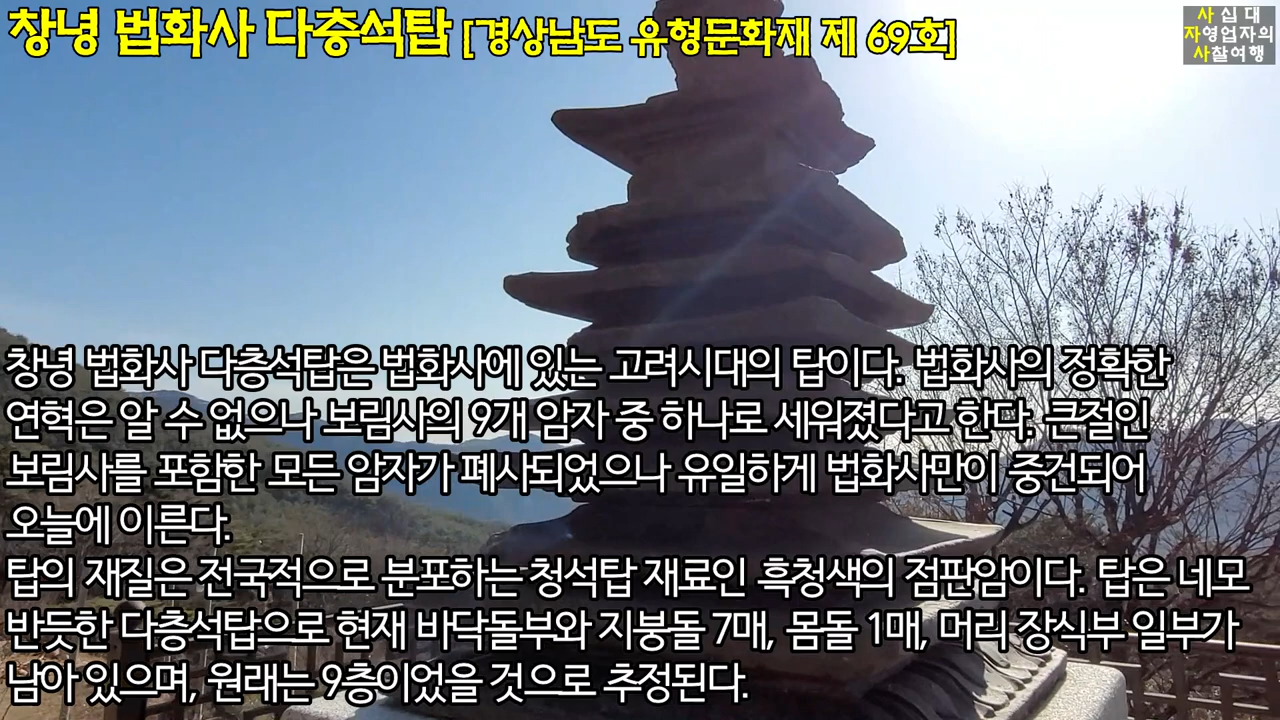 창녕 법화사 다층석탑 [경상남도 유형문화재 제 69호]
사 십 대
자영업자의
사찰여행
창녕 법화사 다층석탑은 법화사에 있는 고려시대의 탑이다. 법화사의 정확한
연혁은 알 수 없으나 보림사의 9개 암자 중 하나로 세워졌다고 한다. 큰절인
보림사를 포함한 모든 암자가 폐사되었으나 유일하게 법화사만이 중건되어
오늘에 이른다.
탑의 재질은 전국적으로 분포하는 청석탑 재료인 흑청색의 점판암이다. 탑은 네모
반듯한 다층석탑으로 현재 바닥돌부와 지붕돌 7매, 몸돌 1매, 머리 장식부 일부가
남아 있으며, 원래는 9층이었을 것으로 추정된다.